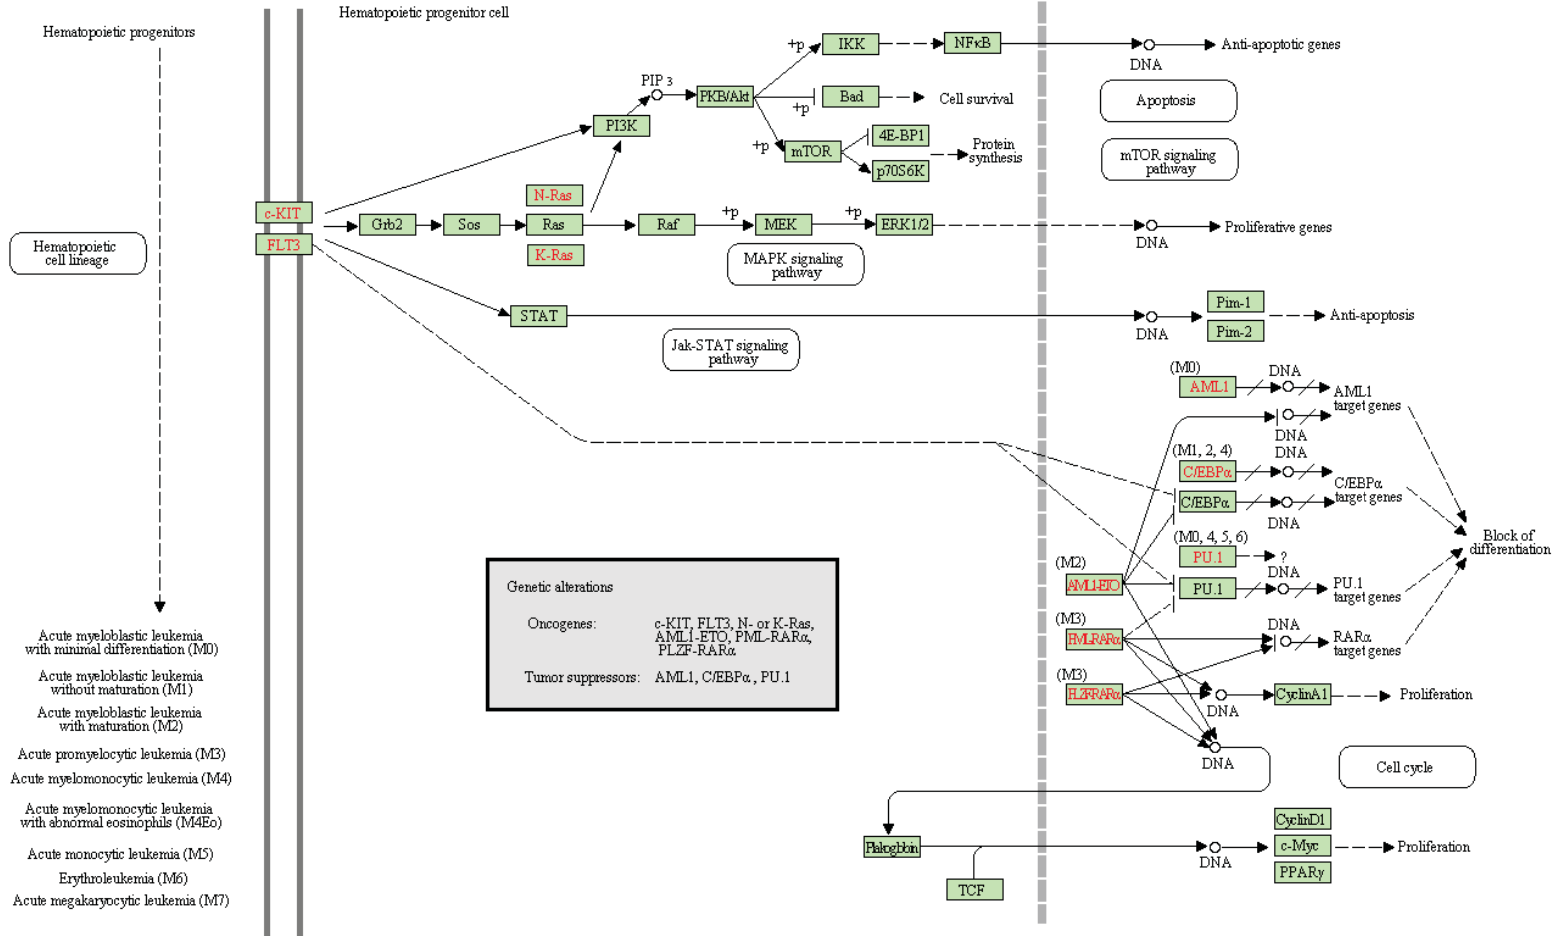 Hematopoietic progenitor cell
Hematopoietic progenitors
+p
IKK
NFκB
DNA
Anti-apoptotic genes
PIP 3
PKB/Akt
+p
Bad
Cell survival
Apoptosis
PI3K
+p
mTOR
4E-BP1
p70S6K
Protein
synthesis
mTOR signaling
pathway
c-KIT
FLT3
N-Ras
Grb2
Sos
Ras
Raf
+p
MEK
+p
ERK1/2
DNA
Proliferative genes
K-Ras
Hematopoietic
cell lineage
MAPK signaling
pathway
STAT
DNA
Pim-1
Pim-2
Anti-apoptosis
Jak-STAT signaling
pathway
(M0)
AML1
DNA
AML1
target genes
DNA
(M1, 2, 4)
DNA
C/EBPα
C/EBPα
C/EBPα
target genes
DNA
(M0, 4, 5, 6)
PU.1
?
Block of
differentiation
(M2)
AML1-ETO
PU.1
DNA
PU.1
target genes
(M3)
PML-RARα
DNA
RARα
target genes
(M3)
PLZF-RARα
DNA
CyclinA1
Proliferation
DNA
Cell cycle
Genetic alterations
Oncogenes:
c-KIT, FLT3, N- or K-Ras,
AML1-ETO, PML-RARα,
PLZF-RARα
Tumor suppressors:
AML1, C/EBPα, PU.1
Acute myeloblastic leukemia
with minimal differentiation (M0)
Acute myeloblastic leukemia
without maturation (M1)
Acute myeloblastic leukemia
with maturation (M2)
Acute promyelocytic leukemia (M3)
Acute myelomonocytic leukemia (M4)
Acute myelomonocytic leukemia
with abnormal eosinophils (M4Eo)
Acute monocytic leukemia (M5)
Erythroleukemia (M6)
Acute megakaryocytic leukemia (M7)
Plakoglobin
TCF
DNA
CyclinD1
c-Myc
PPARγ
Proliferation